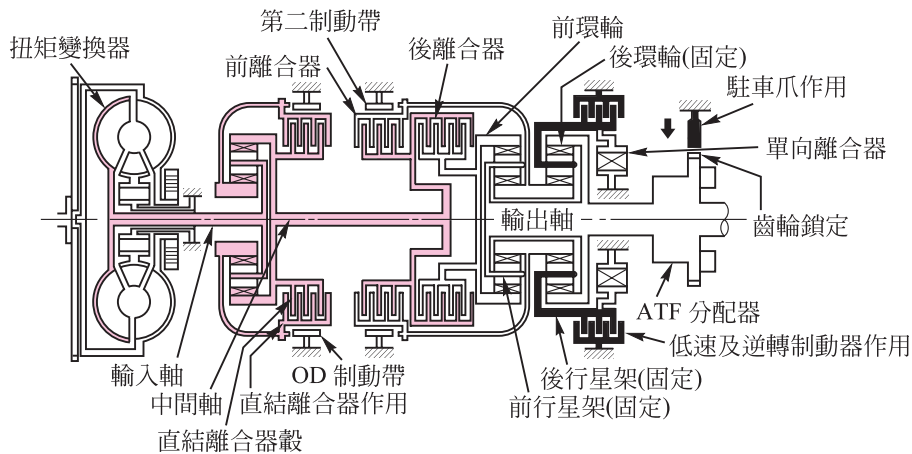 第二制動帶
前環輪
扭矩變換器
後離合器
後環輪(固定)
前離合器
駐車爪作用
單向離合器
輸出軸
齒輪鎖定
ATF 分配器
低速及逆轉制動器作用
輸入軸
OD 制動帶
後行星架(固定)
中間軸
直結離合器作用
前行星架(固定)
直結離合器轂